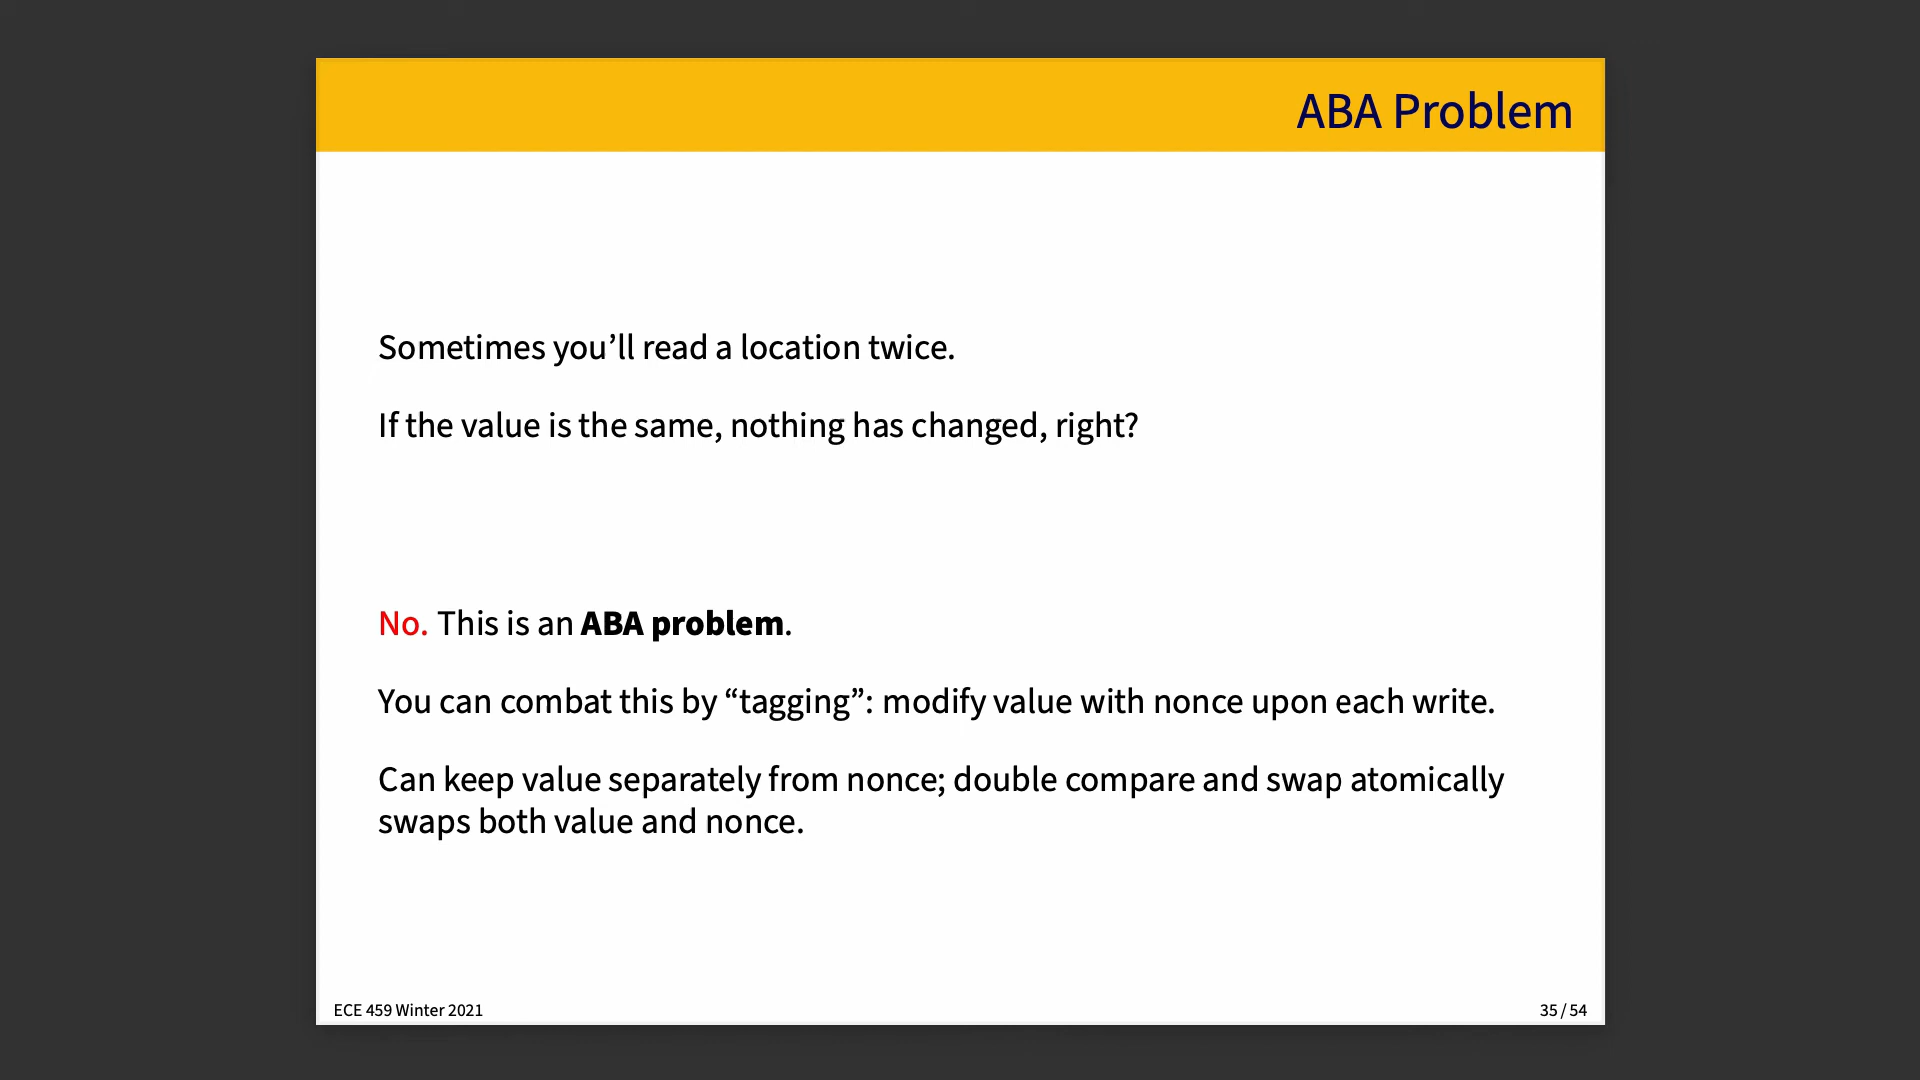 ABA Problem
Sometimes you’ll read a location twice.
If the value is the same, nothing has changed, right?
No. This is an ABA problem.
You can combat this by “tagging”: modify value with nonce upon each write.
Can keep value separately from nonce; double compare and swap atomically
swaps both value and nonce.
ECE 459 Winter 2021
35 / 54